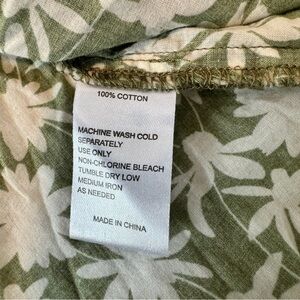 100% COTTON
MACHINE WASH COLD
SEPARATELY
USE ONLY
NON-CHLORINE BLEACH
TUMBLE DRY LOW
MEDIUM IRON
AS NEEDED
MADE IN CHINA